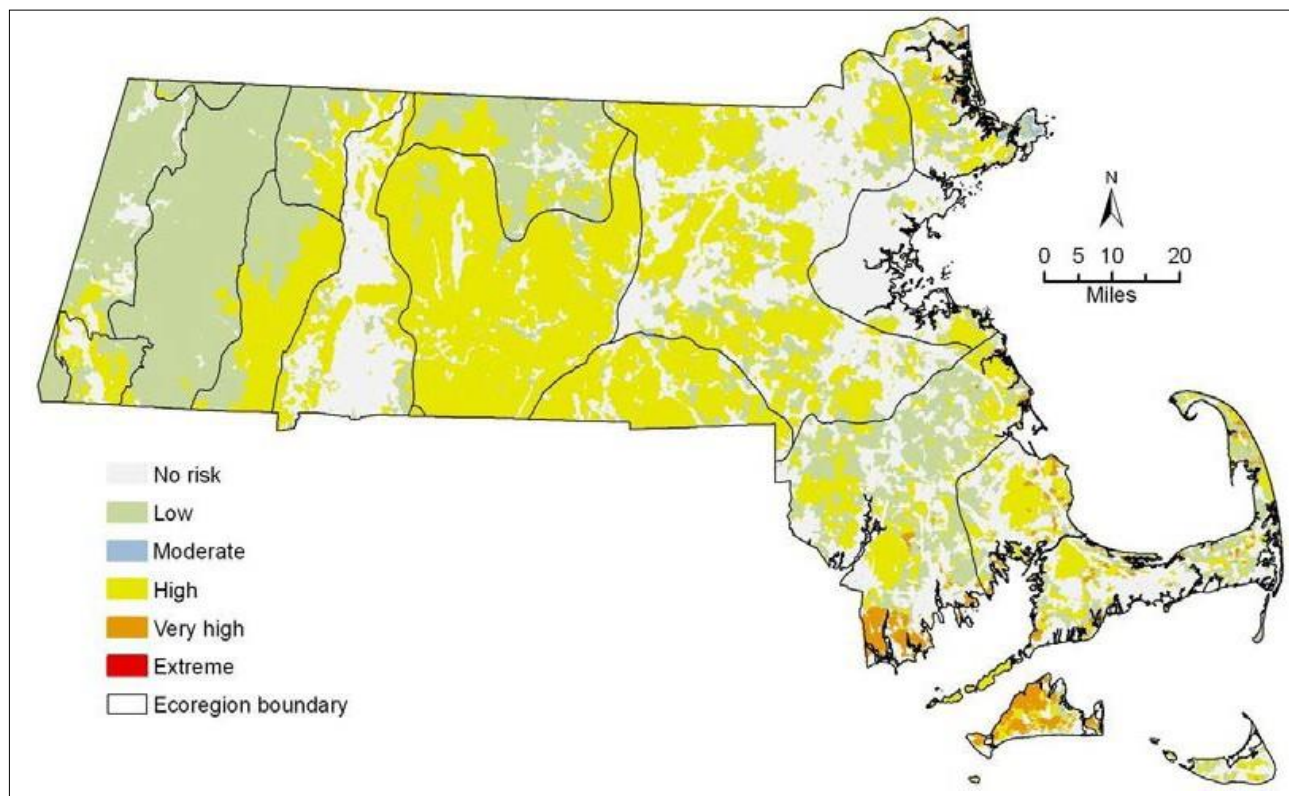 N
0 5 10 20
Miles
No risk
Low
Moderate
High
Very high
Extreme
Ecoregion boundary